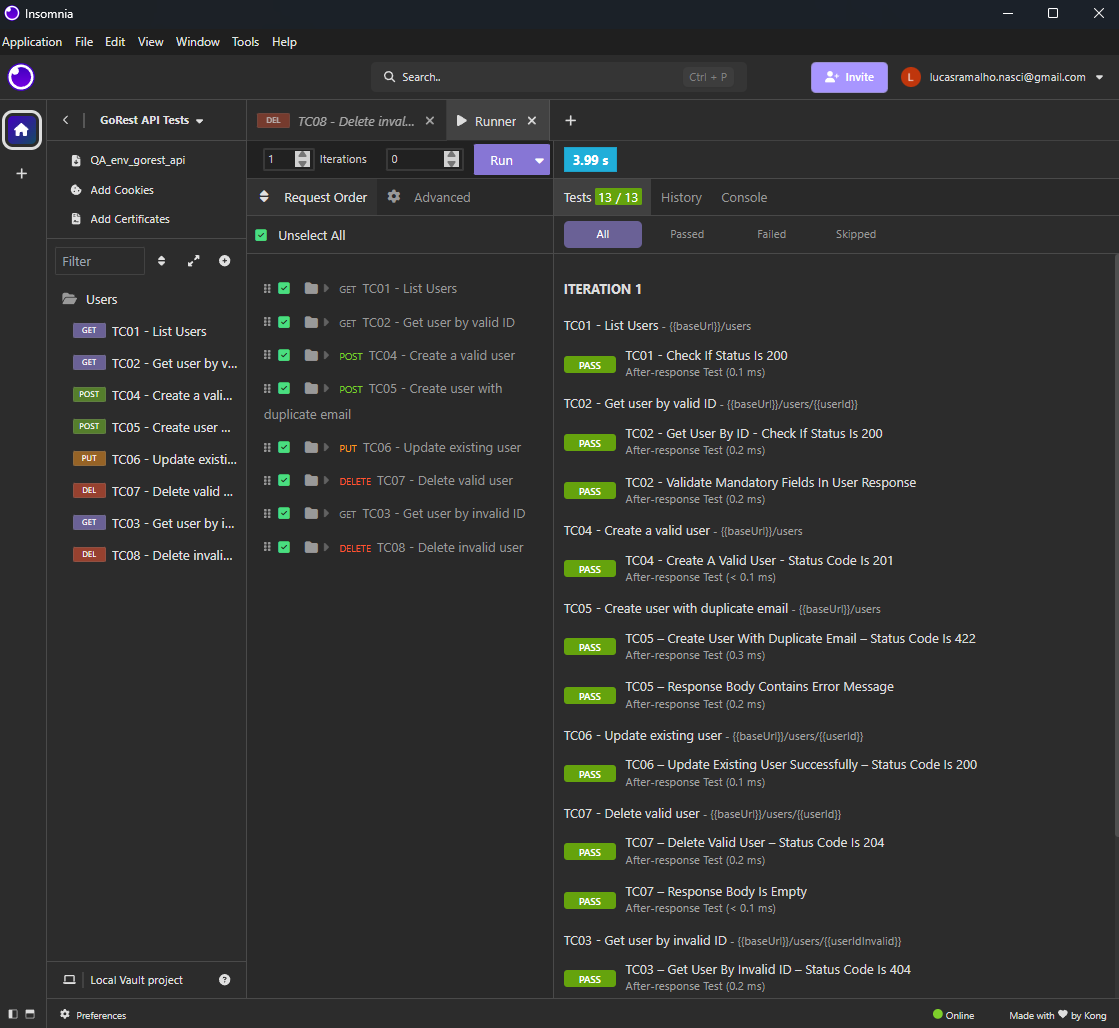 Insomnia
Application File Edit View Window Tools Help
Search.. Ctrl + P
Invite
L lucasramalho.nasci@gmail.com
GoRest API Tests
QA_env_gorest_api
Add Cookies
Add Certificates
Filter
Users
GET TC01 - List Users
GET TC02 - Get user by v...
POST TC04 - Create a vali...
POST TC05 - Create user ...
PUT TC06 - Update existi...
DEL TC07 - Delete valid ...
GET TC03 - Get user by i...
DEL TC08 - Delete invali...
Local Vault project ?
DEL TC08 - Delete inval...
Runner
1 Iterations 0 Run
Request Order Advanced
Unselect All
GET TC01 - List Users
GET TC02 - Get user by valid ID
POST TC04 - Create a valid user
POST TC05 - Create user with
duplicate email
PUT TC06 - Update existing user
DELETE TC07 - Delete valid user
GET TC03 - Get user by invalid ID
DELETE TC08 - Delete invalid user
3.99 s
Tests 13 / 13 History Console
All Passed Failed Skipped
ITERATION 1
TC01 - List Users - {{baseUrl}}/users
PASS TC01 - Check If Status Is 200
After-response Test (0.1 ms)
TC02 - Get user by valid ID - {{baseUrl}}/users/{{userId}}
PASS TC02 - Get User By ID - Check If Status Is 200
After-response Test (0.2 ms)
PASS TC02 - Validate Mandatory Fields In User Response
After-response Test (0.2 ms)
TC04 - Create a valid user - {{baseUrl}}/users
PASS TC04 - Create A Valid User - Status Code Is 201
After-response Test (< 0.1 ms)
TC05 - Create user with duplicate email - {{baseUrl}}/users
PASS TC05 – Create User With Duplicate Email – Status Code Is 422
After-response Test (0.3 ms)
PASS TC05 – Response Body Contains Error Message
After-response Test (0.2 ms)
TC06 - Update existing user - {{baseUrl}}/users/{{userId}}
PASS TC06 – Update Existing User Successfully – Status Code Is 200
After-response Test (0.1 ms)
TC07 - Delete valid user - {{baseUrl}}/users/{{userId}}
PASS TC07 – Delete Valid User – Status Code Is 204
After-response Test (0.2 ms)
PASS TC07 – Response Body Is Empty
After-response Test (< 0.1 ms)
TC03 - Get user by invalid ID - {{baseUrl}}/users/{{userIdInvalid}}
PASS TC03 – Get User By Invalid ID – Status Code Is 404
After-response Test (0.2 ms)
Preferences
Online
Made with ♥ by Kong